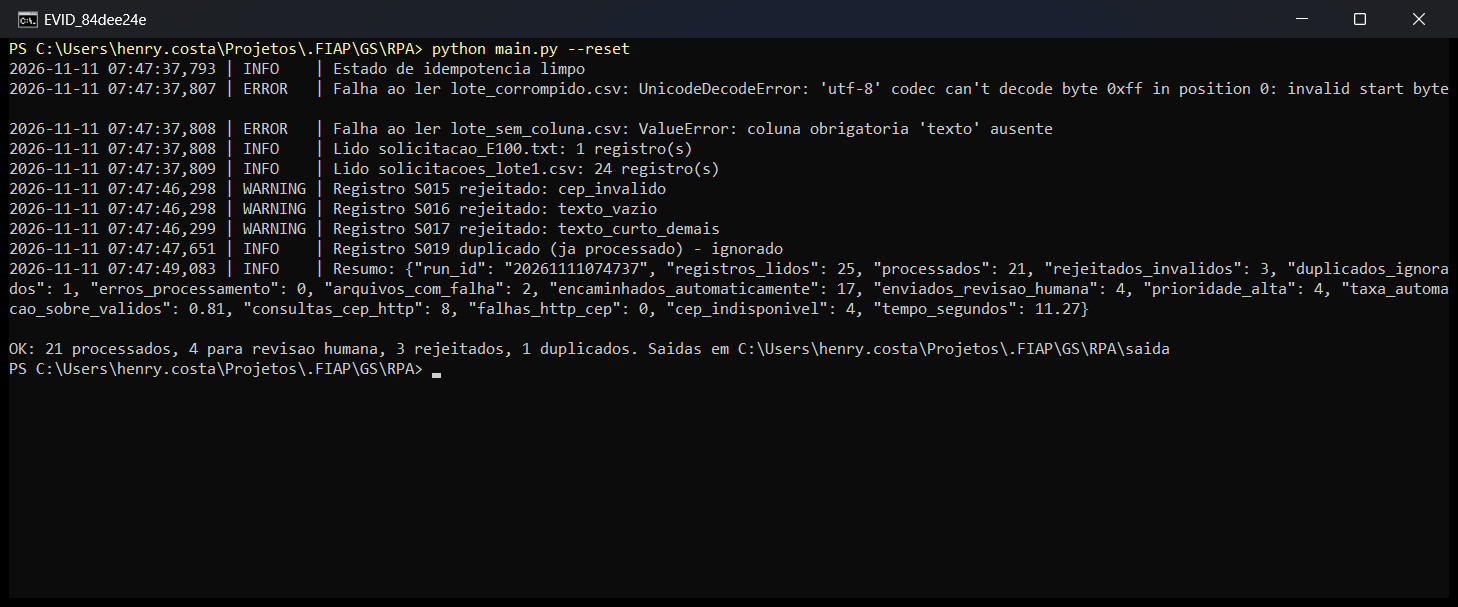 EVID_84dee24e
PS C:\Users\henry.costa\Projetos\.FIAP\GS\RPA> python main.py --reset
2026-11-11 07:47:37,793 | INFO    | Estado de idempotencia limpo
2026-11-11 07:47:37,807 | ERROR   | Falha ao ler lote_corrompido.csv: UnicodeDecodeError: 'utf-8' codec can't decode byte 0xff in position 0: invalid start byte
2026-11-11 07:47:37,808 | ERROR   | Falha ao ler lote_sem_coluna.csv: ValueError: coluna obrigatoria 'texto' ausente
2026-11-11 07:47:37,808 | INFO    | Lido solicitacao_E100.txt: 1 registro(s)
2026-11-11 07:47:37,809 | INFO    | Lido solicitacoes_lote1.csv: 24 registro(s)
2026-11-11 07:47:46,298 | WARNING | Registro S015 rejeitado: cep_invalido
2026-11-11 07:47:46,298 | WARNING | Registro S016 rejeitado: texto_vazio
2026-11-11 07:47:46,299 | WARNING | Registro S017 rejeitado: texto_curto_demais
2026-11-11 07:47:47,651 | INFO    | Registro S019 duplicado (ja processado) - ignorado
2026-11-11 07:47:49,083 | INFO    | Resumo: {"run_id": "20261111074737", "registros_lidos": 25, "processados": 21, "rejeitados_invalidos": 3, "duplicados_ignora
dos": 1, "erros_processamento": 0, "arquivos_com_falha": 2, "encaminhados_automaticamente": 17, "enviados_revisao_humana": 4, "prioridade_alta": 4, "taxa_automa
cao_sobre_validos": 0.81, "consultas_cep_http": 8, "falhas_http_cep": 0, "cep_indisponivel": 4, "tempo_segundos": 11.27}
OK: 21 processados, 4 para revisao humana, 3 rejeitados, 1 duplicados. Saidas em C:\Users\henry.costa\Projetos\.FIAP\GS\RPA\saida
PS C:\Users\henry.costa\Projetos\.FIAP\GS\RPA>